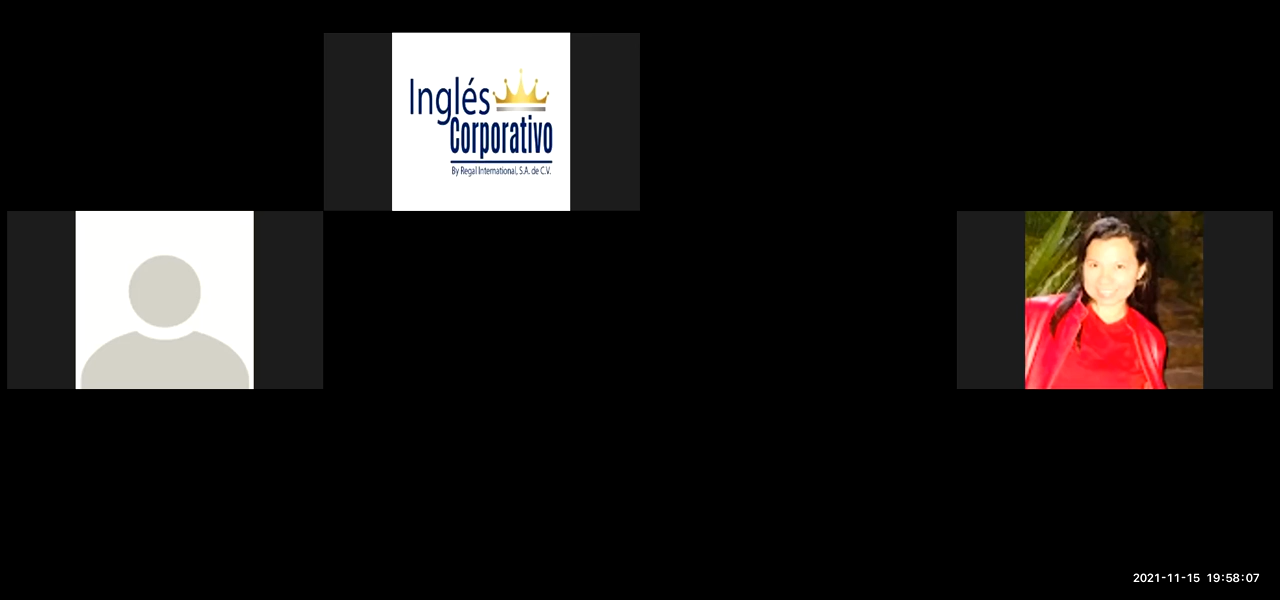 Inglés
Corporativo
By Regal International, S.A. de C.V.
2021-11-15 19:58:07